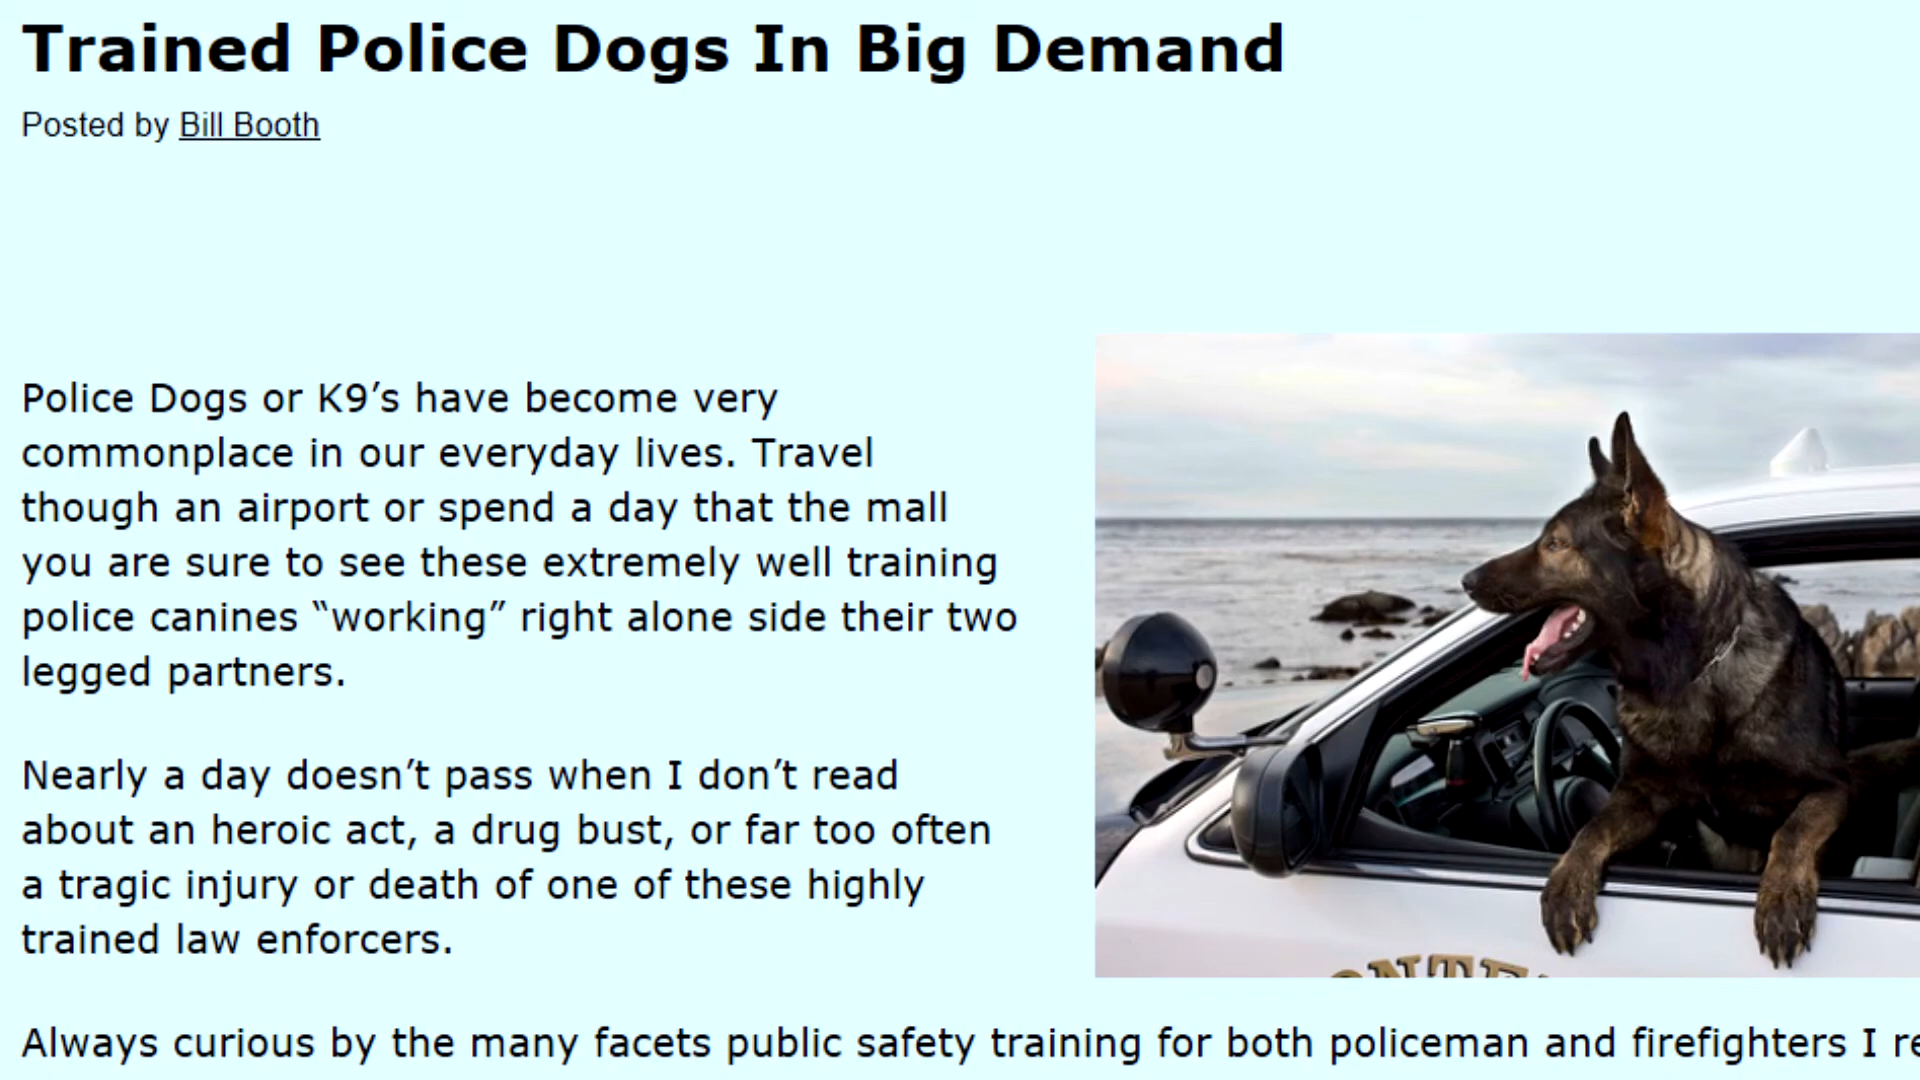 Trained Police Dogs In Big Demand
Posted by Bill Booth
Police Dogs or K9’s have become very
commonplace in our everyday lives. Travel
though an airport or spend a day that the mall
you are sure to see these extremely well training
police canines “working” right alone side their two
legged partners.
Nearly a day doesn’t pass when I don’t read
about an heroic act, a drug bust, or far too often
a tragic injury or death of one of these highly
trained law enforcers.
Always curious by the many facets public safety training for both policeman and firefighters I